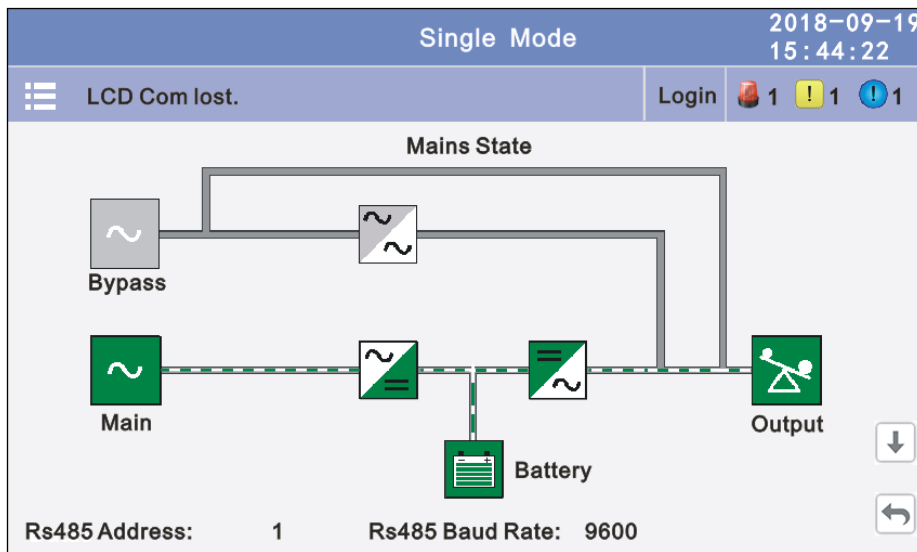 Single Mode
2018-09-19
15:44:22
LCD Com lost.
Login
1
! 1
! 1
Mains State
Bypass
Main
Output
Battery
Rs485 Address: 1
Rs485 Baud Rate: 9600